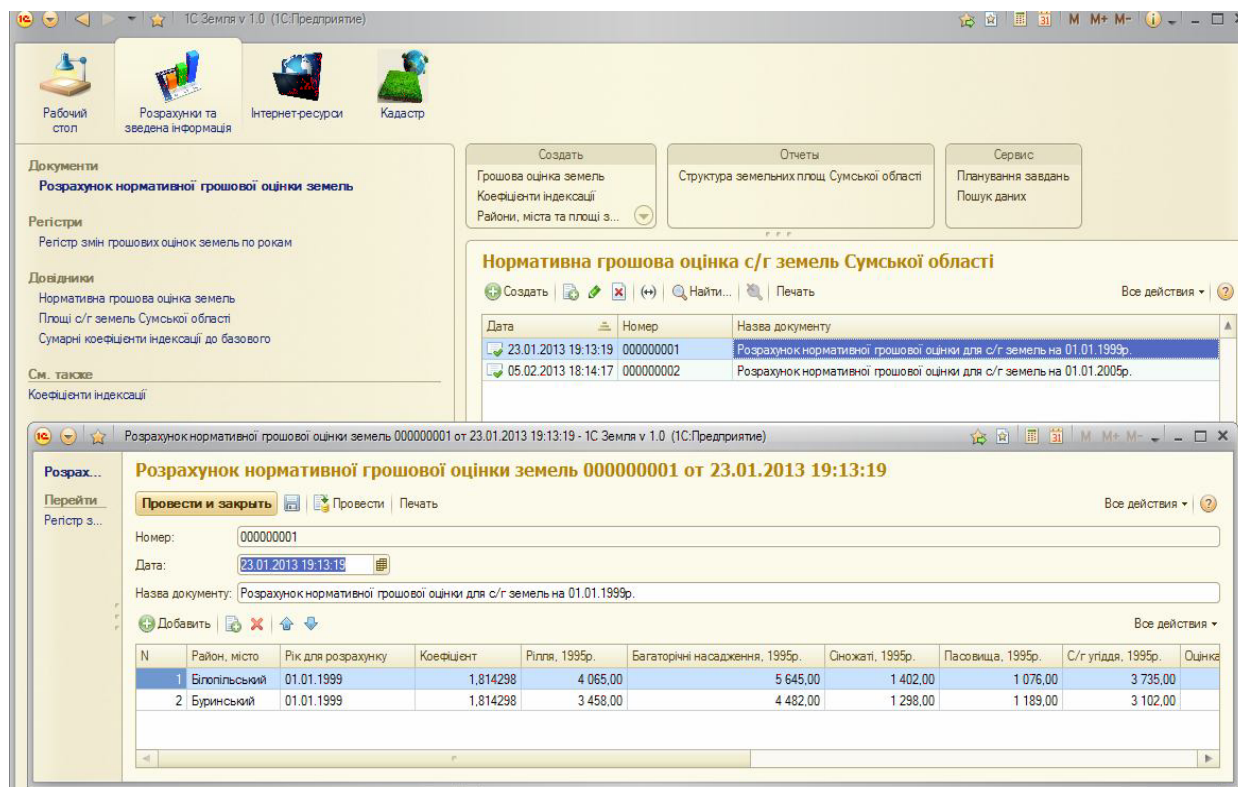 1С Земля v 1.0 (1С:Предприятие)
31 M M+ M-
Рабочий стол
Розрахунки та зведена інформація
Інтернет-ресурси
Кадастр
Документи
Розрахунок нормативної грошової оцінки земель
Регістри
Регістр змін грошових оцінок земель по рокам
Довідники
Нормативна грошова оцінка земель
Площі с/г земель Сумської області
Сумарні коефіцієнти індексації до базового
См. также
Коефіцієнти індексації
Создать
Грошова оцінка земель
Коефіцієнти індексації
Райони, міста та площі з...
Отчеты
Структура земельних площ Сумської області
Сервис
Планування завдань
Пошук даних
Нормативна грошова оцінка с/г земель Сумської області
Создать Найти... Печать Все действия
Дата Номер Назва документу
23.01.2013 19:13:19 000000001 Розрахунок нормативної грошової оцінки для с/г земель на 01.01.1999р.
05.02.2013 18:14:17 000000002 Розрахунок нормативної грошової оцінки для с/г земель на 01.01.2005р.
Розрахунок нормативної грошової оцінки земель 000000001 от 23.01.2013 19:13:19 - 1С Земля v 1.0 (1С:Предприятие)
31 M M+ M-
Розрах...
Перейти
Регістр з...
Розрахунок нормативної грошової оцінки земель 000000001 от 23.01.2013 19:13:19
Провести и закрыть Провести Печать Все действия
Номер: 000000001
Дата: 23.01.2013 19:13:19
Назва документу: Розрахунок нормативної грошової оцінки для с/г земель на 01.01.1999р.
Добавить Все действия
N Район, місто Рік для розрахунку Коефіцієнт Рілля, 1995р. Багаторічні насадження, 1995р. Сіножаті, 1995р. Пасовища, 1995р. С/г угіддя, 1995р. Оцінка
1 Білопільський 01.01.1999 1,814298 4 065,00 5 645,00 1 402,00 1 076,00 3 735,00
2 Буринський 01.01.1999 1,814298 3 458,00 4 482,00 1 298,00 1 189,00 3 102,00